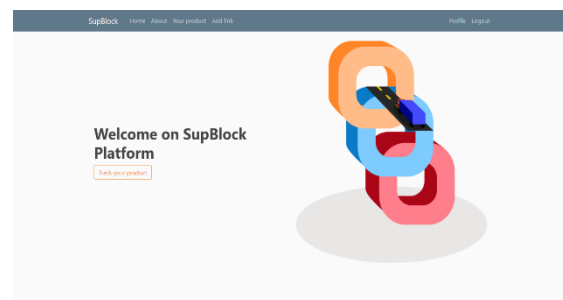 SupBlock Home About Your product Add link Profile Logout
Welcome on SupBlock
Platform
Track your product